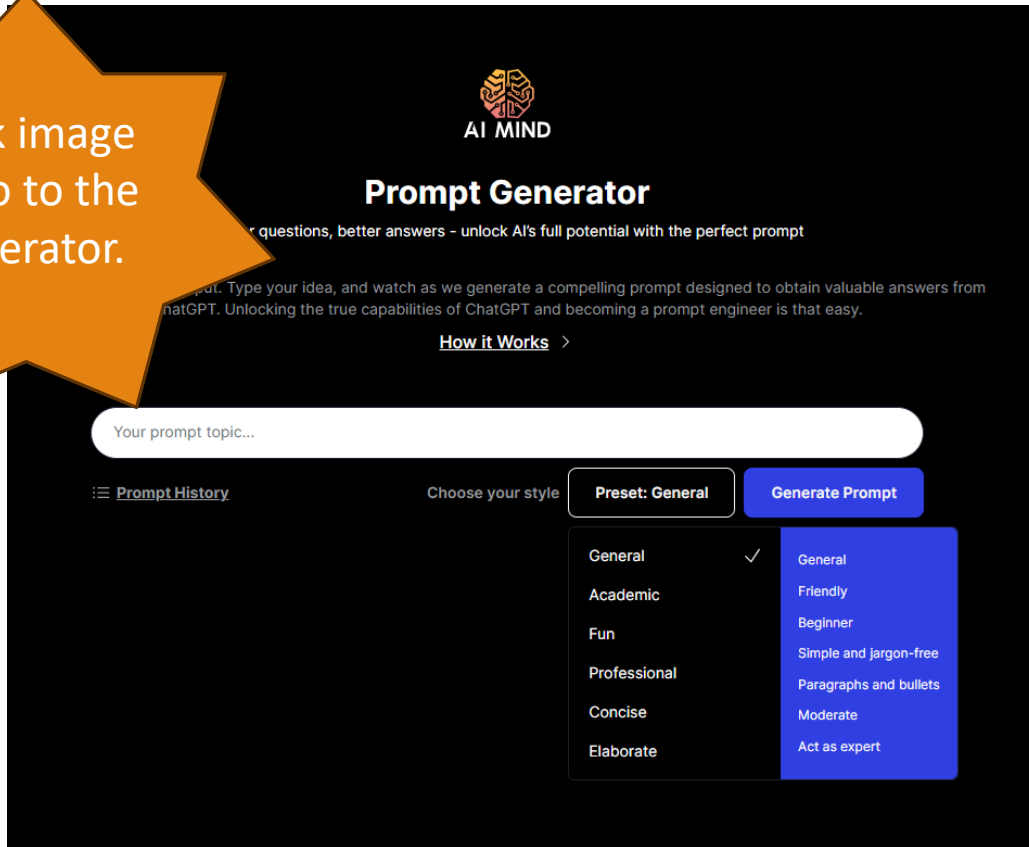 image
to the
AI MIND
Prompt Generator
questions, better answers - unlock AI's full potential with the perfect prompt
Type your idea, and watch as we generate a compelling prompt designed to obtain valuable answers from
ChatGPT. Unlocking the true capabilities of ChatGPT and becoming a prompt engineer is that easy.
How it Works >
Your prompt topic...
Prompt History
Choose your style
Preset: General
Generate Prompt
General
Academic
Fun
Professional
Concise
Elaborate
General
Friendly
Beginner
Simple and jargon-free
Paragraphs and bullets
Moderate
Act as expert